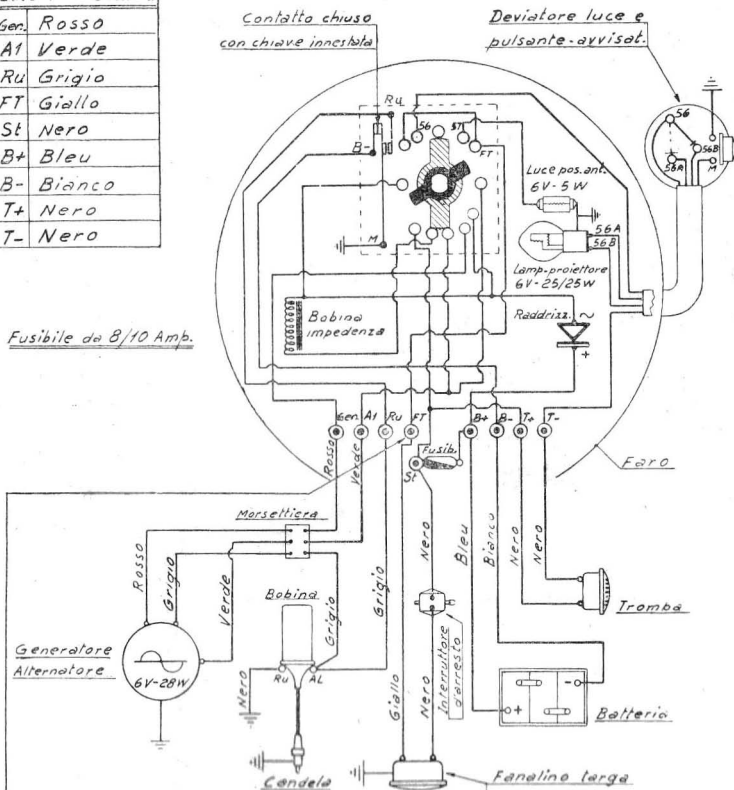 Gen. Rosso
A1 Verde
Ru Grigio
FT Giallo
St Nero
B+ Bleu
B- Bianco
T+ Nero
T- Nero
Contatto chiuso
con chiave innestata
Deviatore luce e
pulsante-avvisat.
Ru
56
ST
FT
B-
M
56
56B
56A
M
Luce pos. ant.
6V-5W
56A
56B
Lamp-proiettore
6V-25/25W
Bobina
impedenza
Raddrizz. ~
+
Fusibile da 8/10 Amp.
Gen. A1 Ru FT B+ B- T+ T-
Fusib.
St
Faro
Rosso
Verde
Morsettiera
Rosso
Grigio
Verde
Bobina
Grigio
Grigio
Nero
Bleu
Bianco
Nero
Nero
Tromba
Generatore
Alternatore
6V-28W
Nero
Ru
AL
Giallo
Nero
Interruttore
d'arresto
+
-
Batteria
Candela
Fanalino targa